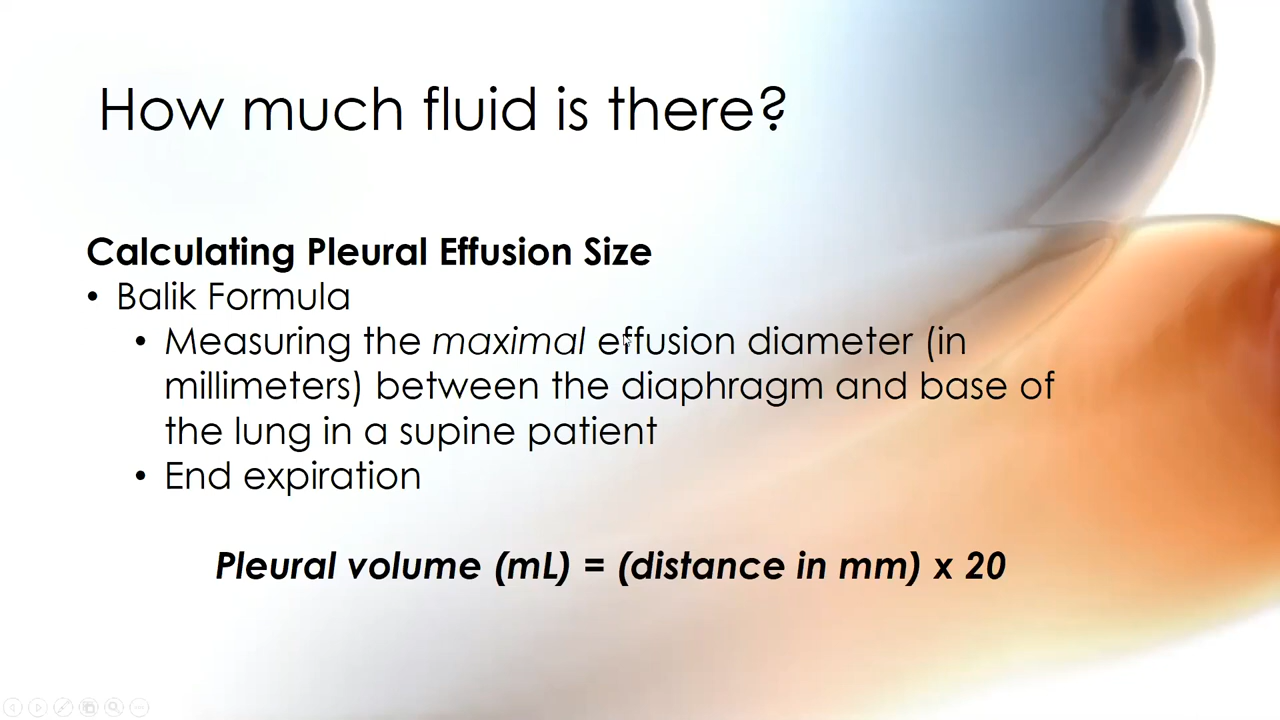 How much fluid is there?
Calculating Pleural Effusion Size
• Balik Formula
• Measuring the maximal effusion diameter (in
millimeters) between the diaphragm and base of
the lung in a supine patient
• End expiration
Pleural volume (mL) = (distance in mm) x 20